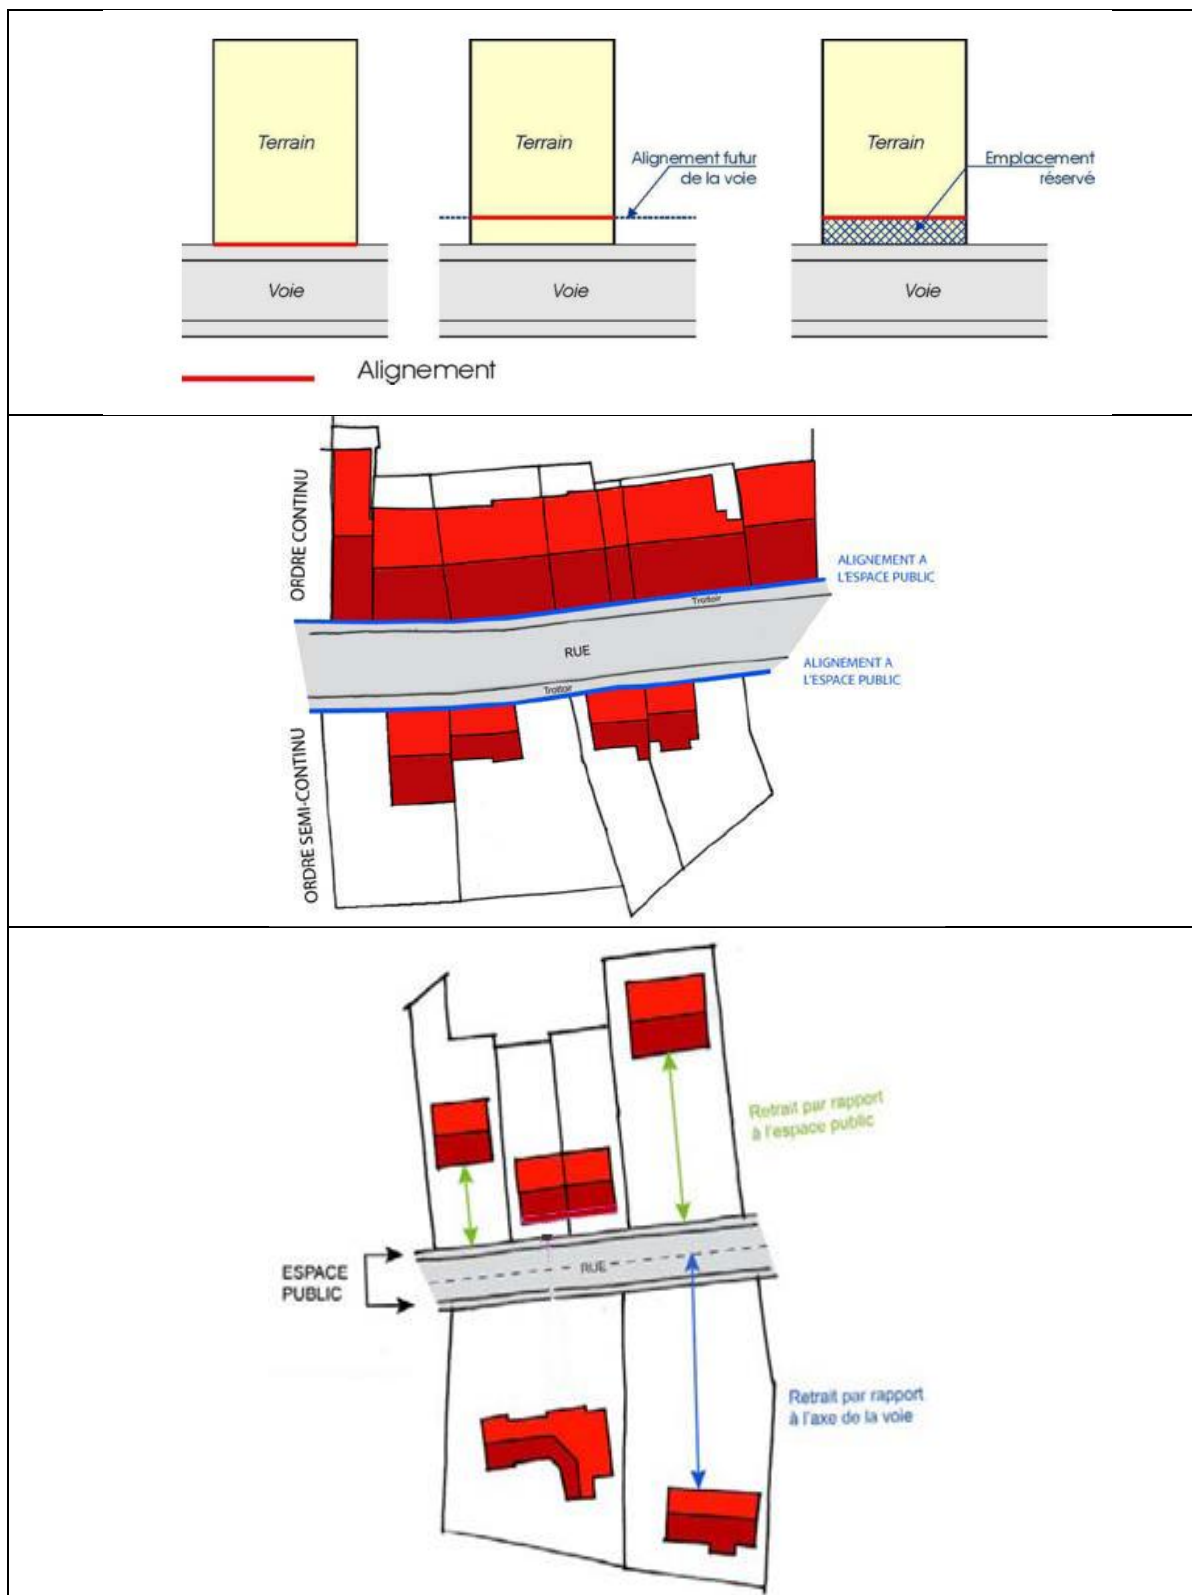 Terrain
Terrain
Terrain
Alignement futur
de la voie
Emplacement
réservé
Voie
Voie
Voie
Alignement
ORDRE CONTINU
ALIGNEMENT A
L'ESPACE PUBLIC
Trottoir
RUE
ALIGNEMENT A
L'ESPACE PUBLIC
Trottoir
ORDRE SEMI-CONTINU
Retrait par rapport
à l'espace public
ESPACE
PUBLIC
RUE
Retrait par rapport
à l'axe de la voie